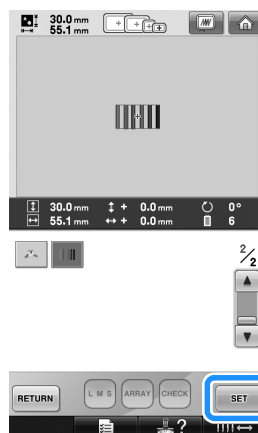 30.0 mm
55.1 mm
30.0 mm + 0.0 mm 0°
55.1 mm + 0.0 mm 6
2/2
RETURN L M S ARRAY CHECK SET
?